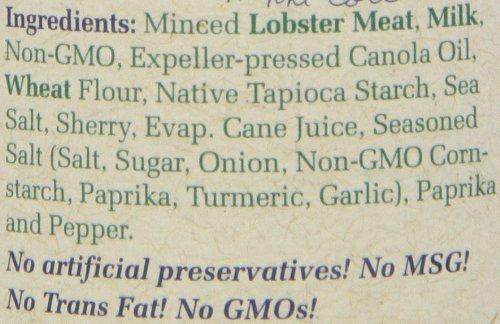 Ingredients: Minced Lobster Meat, Milk,
Non-GMO, Expeller-pressed Canola Oil,
Wheat Flour, Native Tapioca Starch, Sea
Salt, Sherry, Evap. Cane Juice, Seasoned
Salt (Salt, Sugar, Onion, Non-GMO Corn-
starch, Paprika, Turmeric, Garlic), Paprika
and Pepper.
No artificial preservatives! No MSG!
No Trans Fat! No GMOs!